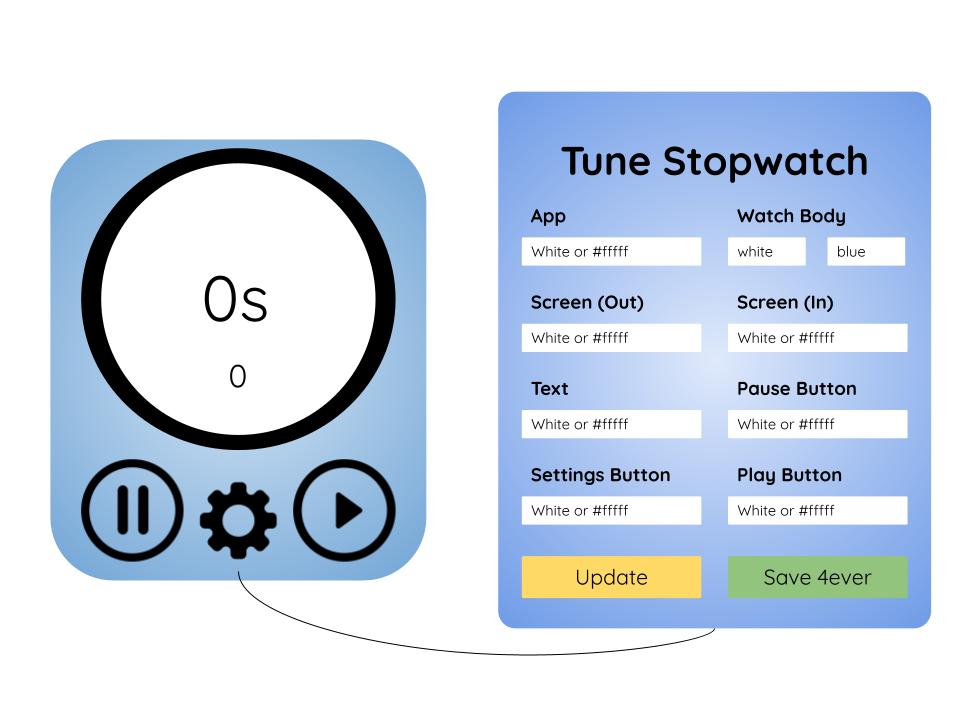 0s
0
Tune Stopwatch
App
Watch Body
White or #fffff
white
blue
Screen (Out)
Screen (In)
White or #fffff
White or #fffff
Text
Pause Button
White or #fffff
White or #fffff
Settings Button
Play Button
White or #fffff
White or #fffff
Update
Save 4ever